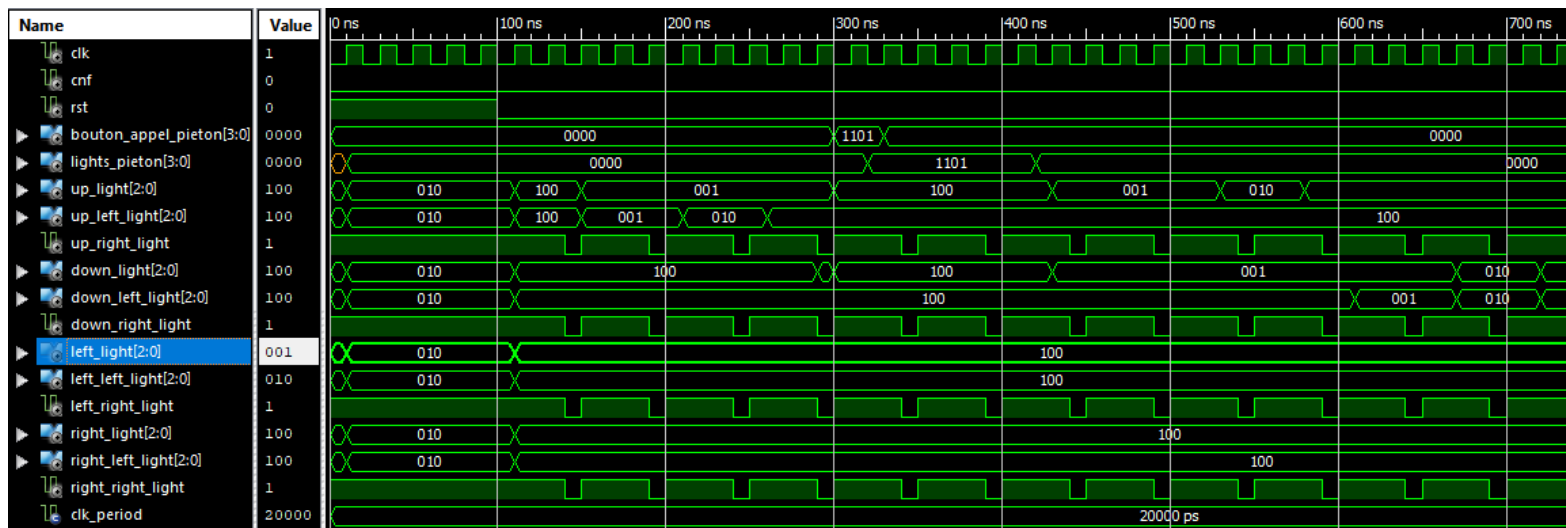 Name Value 0 ns 100 ns 200 ns 300 ns 400 ns 500 ns 600 ns 700 ns
clk 1
cnf 0
rst 0
bouton_appel_pieton[3:0] 0000 0000 1101 0000
lights_pieton[3:0] 0000 0000 1101 0000
up_light[2:0] 100 010 100 001 100 001 010
up_left_light[2:0] 100 010 100 001 010 100
up_right_light 1
down_light[2:0] 100 010 100 100 001 010
down_left_light[2:0] 100 010 100 001 010
down_right_light 1
left_light[2:0] 001 010 100
left_left_light[2:0] 010 010 100
left_right_light 1
right_light[2:0] 100 010 100
right_left_light[2:0] 100 010 100
right_right_light 1
clk_period 20000 20000 ps